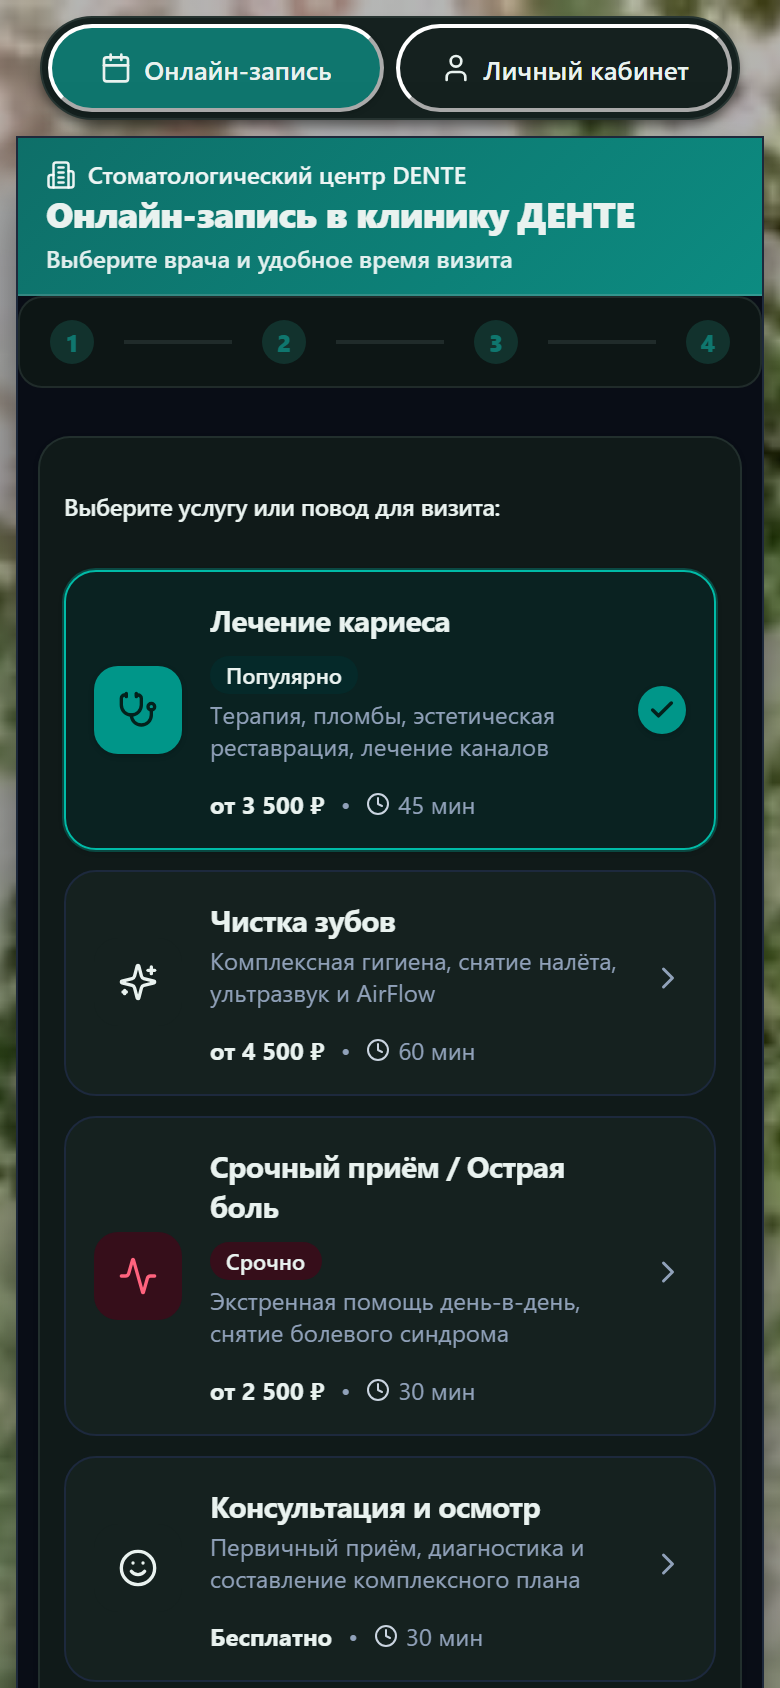 Онлайн-запись
Личный кабинет
Стоматологический центр DENTE
Онлайн-запись в клинику ДЕНТЕ
Выберите врача и удобное время визита
1
2
3
4
Выберите услугу или повод для визита:
Лечение кариеса
Популярно
Терапия, пломбы, эстетическая
реставрация, лечение каналов
от 3 500 ₽ • 45 мин
Чистка зубов
Комплексная гигиена, снятие налёта,
ультразвук и AirFlow
от 4 500 ₽ • 60 мин
Срочный приём / Острая
боль
Срочно
Экстренная помощь день-в-день,
снятие болевого синдрома
от 2 500 ₽ • 30 мин
Консультация и осмотр
Первичный приём, диагностика и
составление комплексного плана
Бесплатно • 30 мин